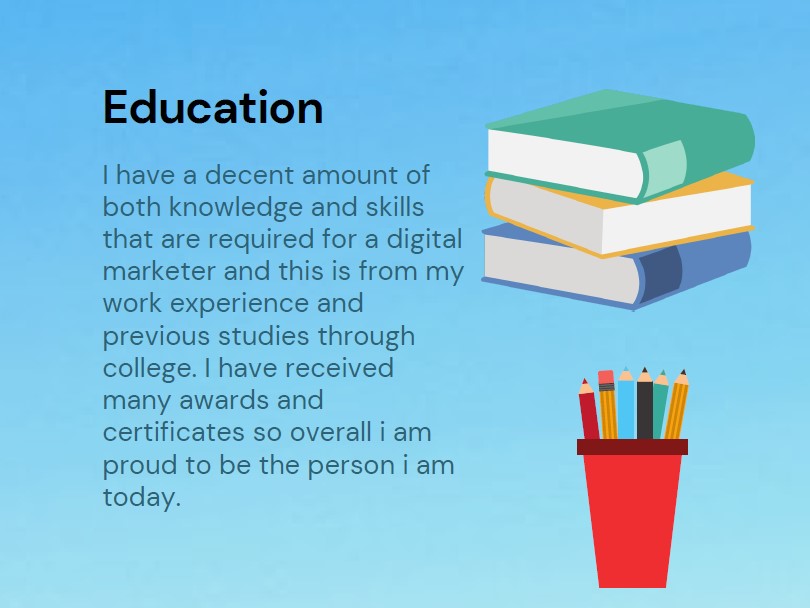 Education
I have a decent amount of
both knowledge and skills
that are required for a digital
marketer and this is from my
work experience and
previous studies through
college. I have received
many awards and
certificates so overall i am
proud to be the person i am
today.